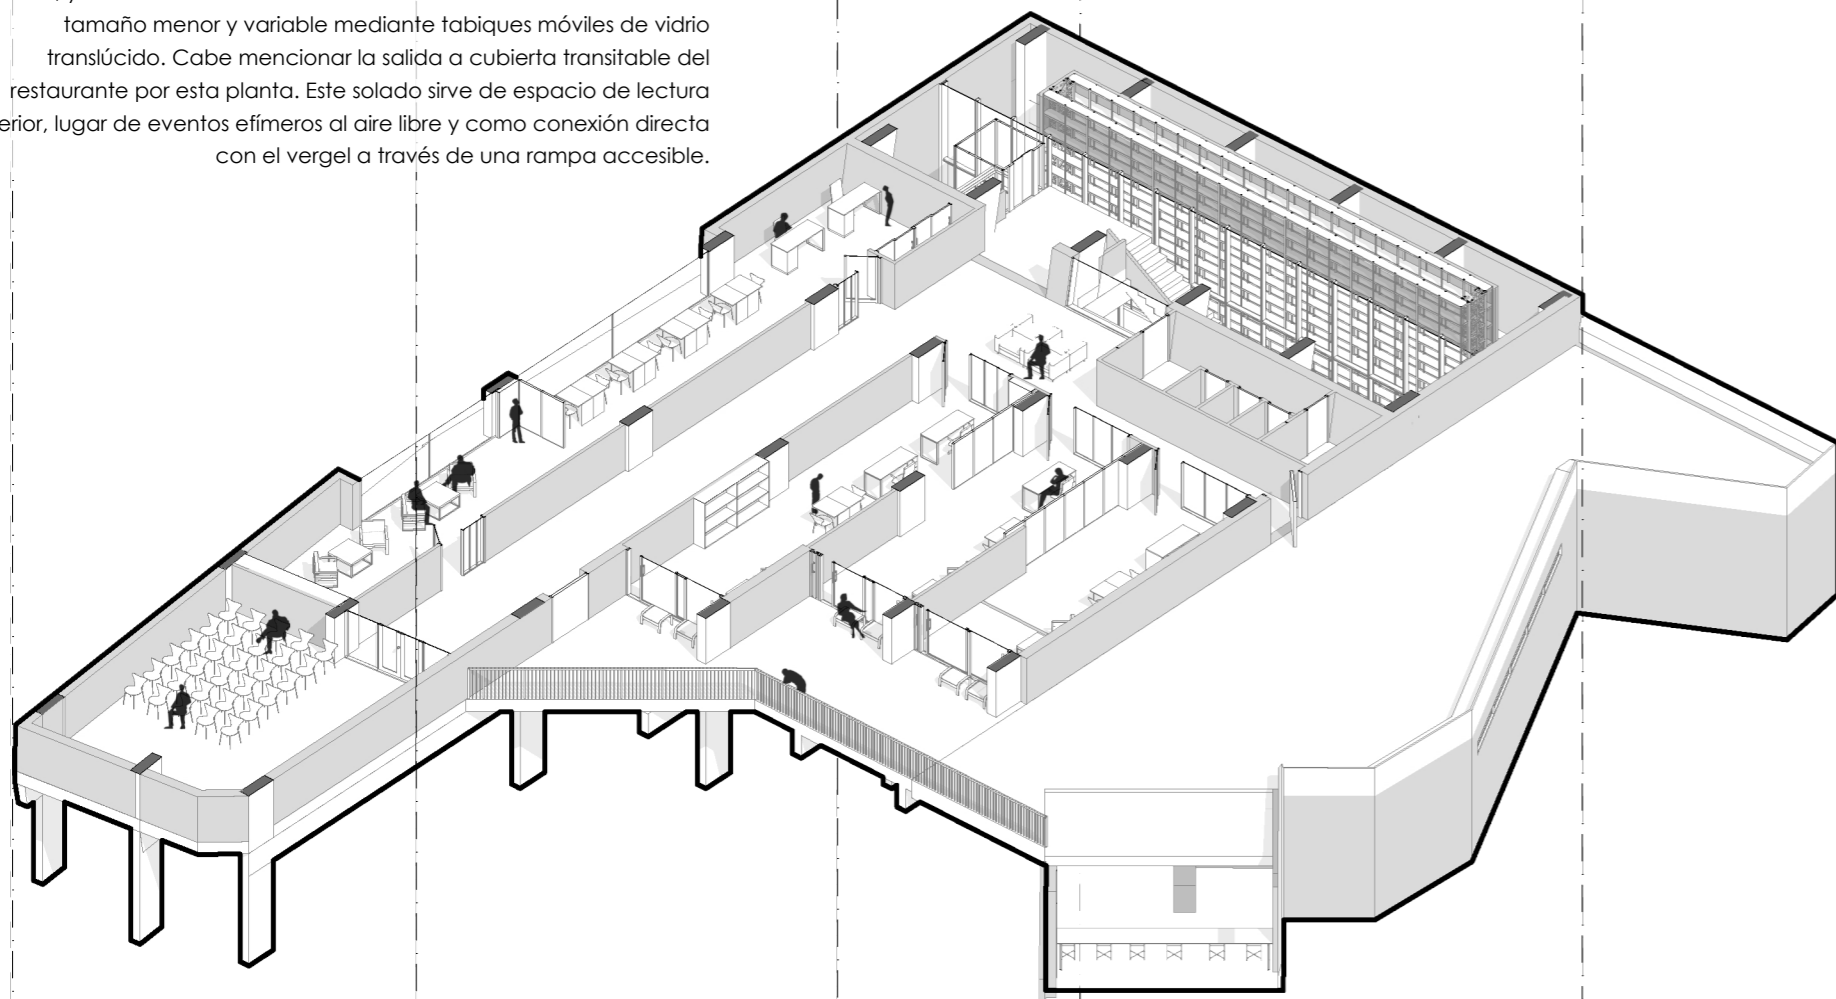 tamaño menor y variable mediante tabiques móviles de vidrio
translúcido. Cabe mencionar la salida a cubierta transitable del
restaurante por esta planta. Este solado sirve de espacio de lectura
erior, lugar de eventos efímeros al aire libre y como conexión directa
con el vergel a través de una rampa accesible.